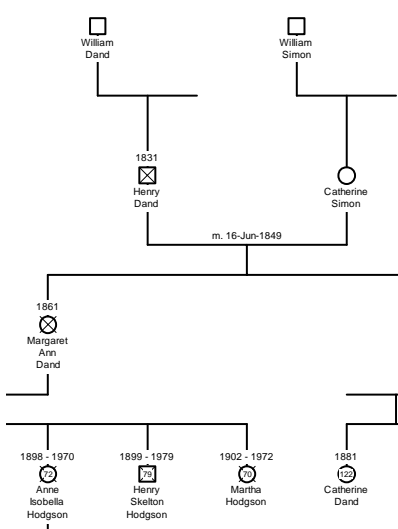 William
Dand
William
Simon
1831
Henry
Dand
Catherine
Simon
m. 16-Jun-1849
1861
Margaret
Ann
Dand
1898 - 1970
72
Anne
Isobella
Hodgson
1899 - 1979
79
Henry
Skelton
Hodgson
1902 - 1972
70
Martha
Hodgson
1881
122
Catherine
Dand